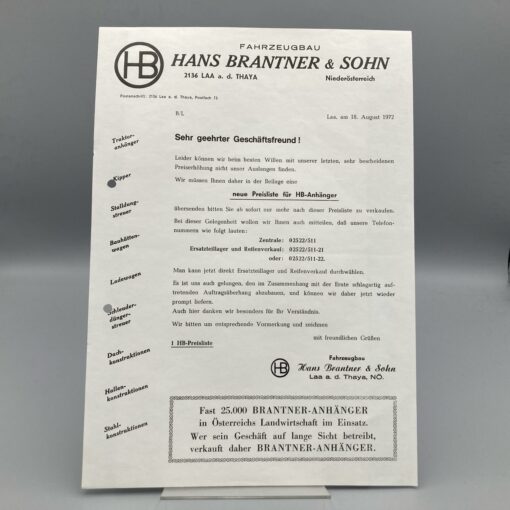 HB
FAHRZEUGBAU
HANS BRANTNER & SOHN
2136 LAA a. d. THAYA
Niederösterreich
Postanschrift: 2136 Laa a. d. Thaya, Postfach 13
B/L
Laa, am 16. August 1972
Sehr geehrter Geschäftsfreund!
Leider können wir beim besten Willen mit unserer letzten, sehr bescheidenen
Preiserhöhung nicht unser Auslangen finden.
Wir müssen Ihnen daher in der Beilage eine
neue Preisliste für HB-Anhänger
übersenden bitten Sie ab sofort nur mehr nach dieser Preisliste zu verkaufen.
Bei dieser Gelegenheit wollen wir Ihnen auch mitteilen, daß unsere Telefon-
nummern wie folgt lauten:
Zentrale: 02522/511
Ersatzteillager und Reifenverkauf: 02522/511-21
oder: 02522/511-22.
Man kann jetzt direkt Ersatzteillager und Reifenverkauf durchwählen.
Es ist uns auch gelungen, den im Zusammenhang mit der Ernte schlagartig auf-
tretenden Auftragsüberhang abzubauen, und können wir daher jetzt wieder
prompt liefern.
Auch hier danken wir besonders für Ihr Verständnis.
Wir bitten um entsprechende Vormerkung und zeichnen
mit freundlichen Grüßen
1 HB-Preisliste
HB
Fahrzeugbau
Hans Brantner & Sohn
Laa a. d. Thaya, NÖ.
Traktor-
anhänger
Kipper
Stalldung-
streuer
Bauhütten-
wagen
Ladewagen
Schleuder-
dünger-
streuer
Dach-
konstruktionen
Hallen-
konstruktionen
Stahl-
konstruktionen
Fast 25.000 BRANTNER-ANHÄNGER
in Österreichs Landwirtschaft im Einsatz.
Wer sein Geschäft auf lange Sicht betreibt,
verkauft daher BRANTNER-ANHÄNGER.